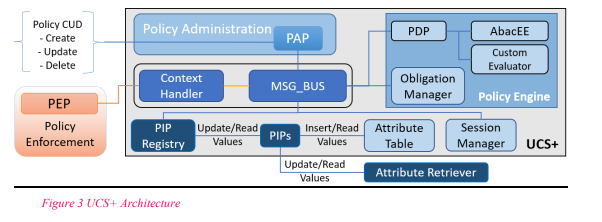 Policy CUD
- Create
- Update
- Delete
Policy Administration
PAP
PDP
AbacEE
Custom
Evaluator
Obligation
Manager
Policy Engine
Context
Handler
MSG_BUS
PEP
Policy
Enforcement
PIP
Registry
Update/Read
Values
PIPs
Insert/Read
Values
Attribute
Table
Session
Manager
UCS+
Update/Read
Values
Attribute Retriever
Figure 3 UCS+ Architecture